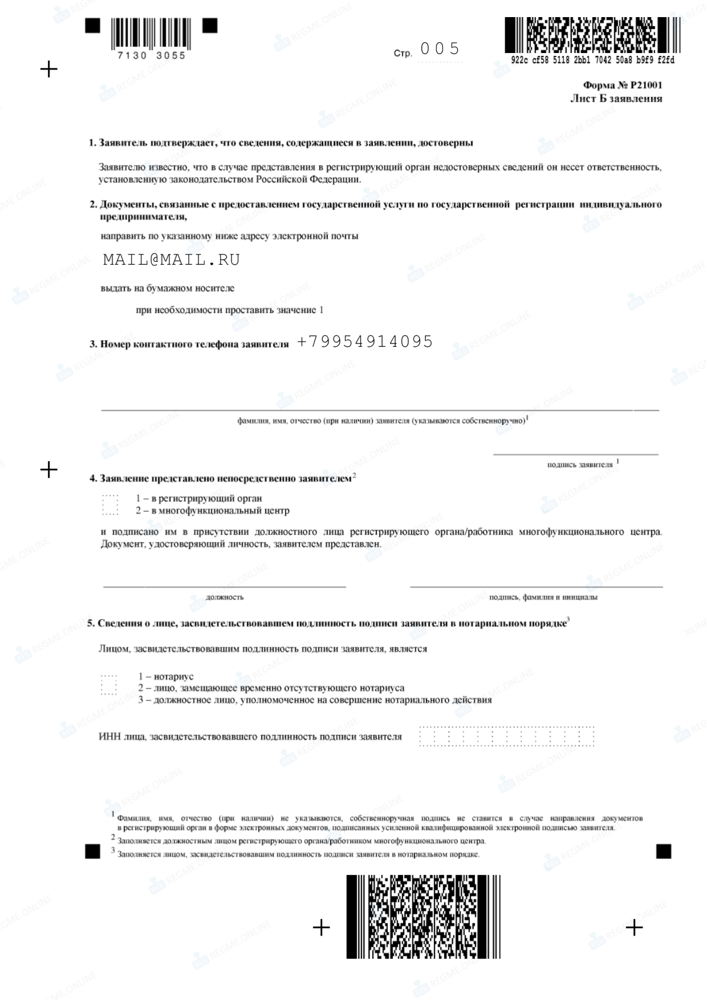 7130 3055
Стр. 005
922c cf58 5118 2bb1 7042 50a8 b9f9 f2fd
Форма № Р21001
Лист Б заявления
1. Заявитель подтверждает, что сведения, содержащиеся в заявлении, достоверны
Заявителю известно, что в случае представления в регистрирующий орган недостоверных сведений он несет ответственность,
установленную законодательством Российской Федерации.
2. Документы, связанные с предоставлением государственной услуги по государственной регистрации индивидуального
предпринимателя,
направить по указанному ниже адресу электронной почты
MAIL@MAIL.RU
выдать на бумажном носителе
при необходимости проставить значение 1
3. Номер контактного телефона заявителя +79954914095
фамилия, имя, отчество (при наличии) заявителя (указываются собственноручно)1
подпись заявителя 1
4. Заявление представлено непосредственно заявителем2
1 – в регистрирующий орган
2 – в многофункциональный центр
и подписано им в присутствии должностного лица регистрирующего органа/работника многофункционального центра.
Документ, удостоверяющий личность, заявителем представлен.
должность подпись, фамилия и инициалы
5. Сведения о лице, засвидетельствовавшем подлинность подписи заявителя в нотариальном порядке3
Лицом, засвидетельствовавшим подлинность подписи заявителя, является
1 – нотариус
2 – лицо, замещающее временно отсутствующего нотариуса
3 – должностное лицо, уполномоченное на совершение нотариального действия
ИНН лица, засвидетельствовавшего подлинность подписи заявителя
1 Фамилия, имя, отчество (при наличии) не указываются, собственноручная подпись не ставится в случае направления документов
в регистрирующий орган в форме электронных документов, подписанных усиленной квалифицированной электронной подписью заявителя.
2 Заполняется должностным лицом регистрирующего органа/работником многофункционального центра.
3 Заполняется лицом, засвидетельствовавшим подлинность подписи заявителя в нотариальном порядке.
REG REGME.ONLINE